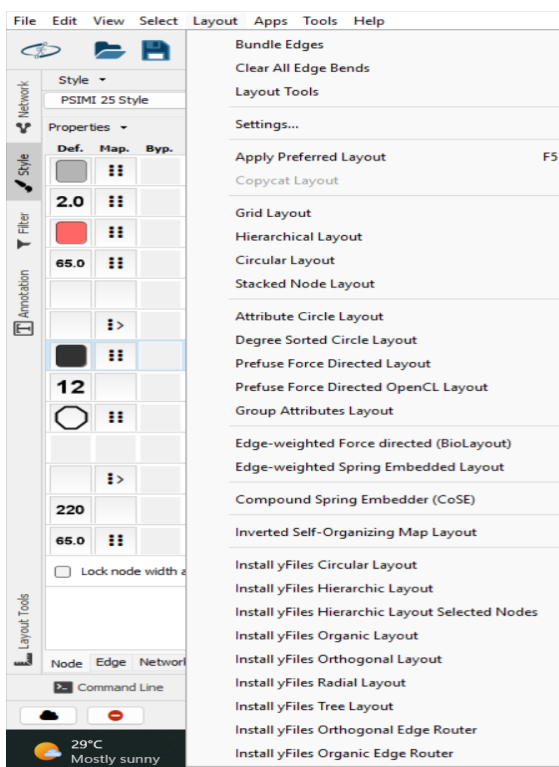 File Edit View Select Layout Apps Tools Help
Style
PSIMI 25 Style
Properties
Def. Map. Byp.
2.0
65.0
12
220
65.0
Lock node width a
Node Edge Network
Command Line
29°C
Mostly sunny
Network
Style
Filter
Annotation
Layout Tools
Bundle Edges
Clear All Edge Bends
Layout Tools
Settings...
Apply Preferred Layout F5
Copycat Layout
Grid Layout
Hierarchical Layout
Circular Layout
Stacked Node Layout
Attribute Circle Layout
Degree Sorted Circle Layout
Prefuse Force Directed Layout
Prefuse Force Directed OpenCL Layout
Group Attributes Layout
Edge-weighted Force directed (BioLayout)
Edge-weighted Spring Embedded Layout
Compound Spring Embedder (CoSE)
Inverted Self-Organizing Map Layout
Install yFiles Circular Layout
Install yFiles Hierarchic Layout
Install yFiles Hierarchic Layout Selected Nodes
Install yFiles Organic Layout
Install yFiles Orthogonal Layout
Install yFiles Radial Layout
Install yFiles Tree Layout
Install yFiles Orthogonal Edge Router
Install yFiles Organic Edge Router